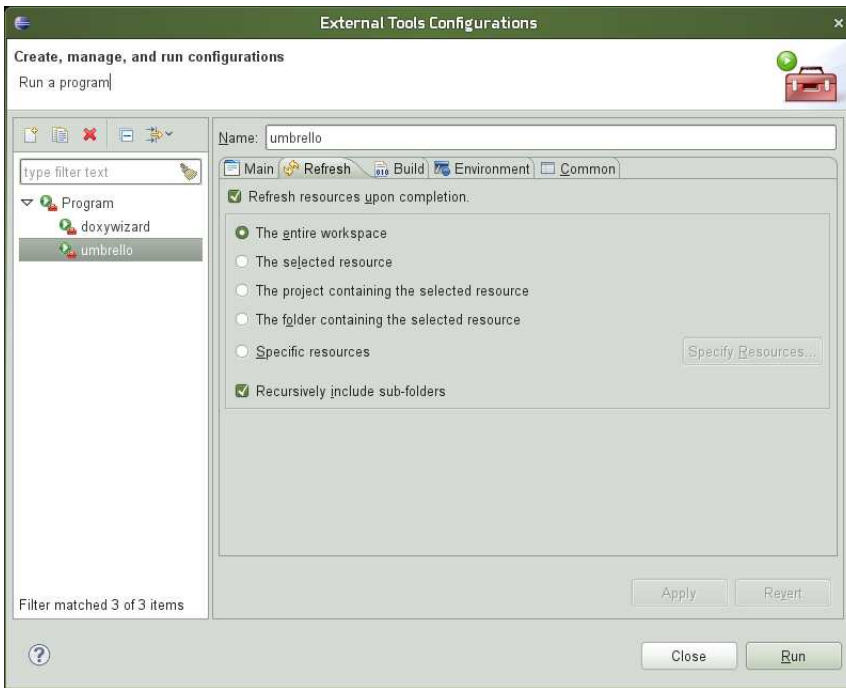 External Tools Configurations
Create, manage, and run configurations
Run a program
type filter text
Program
doxywizard
umbrello
Filter matched 3 of 3 items
Name: umbrello
Main Refresh Build Environment Common
Refresh resources upon completion.
The entire workspace
The selected resource
The project containing the selected resource
The folder containing the selected resource
Specific resources Specify Resources...
Recursively include sub-folders
Apply Revert
Close Run